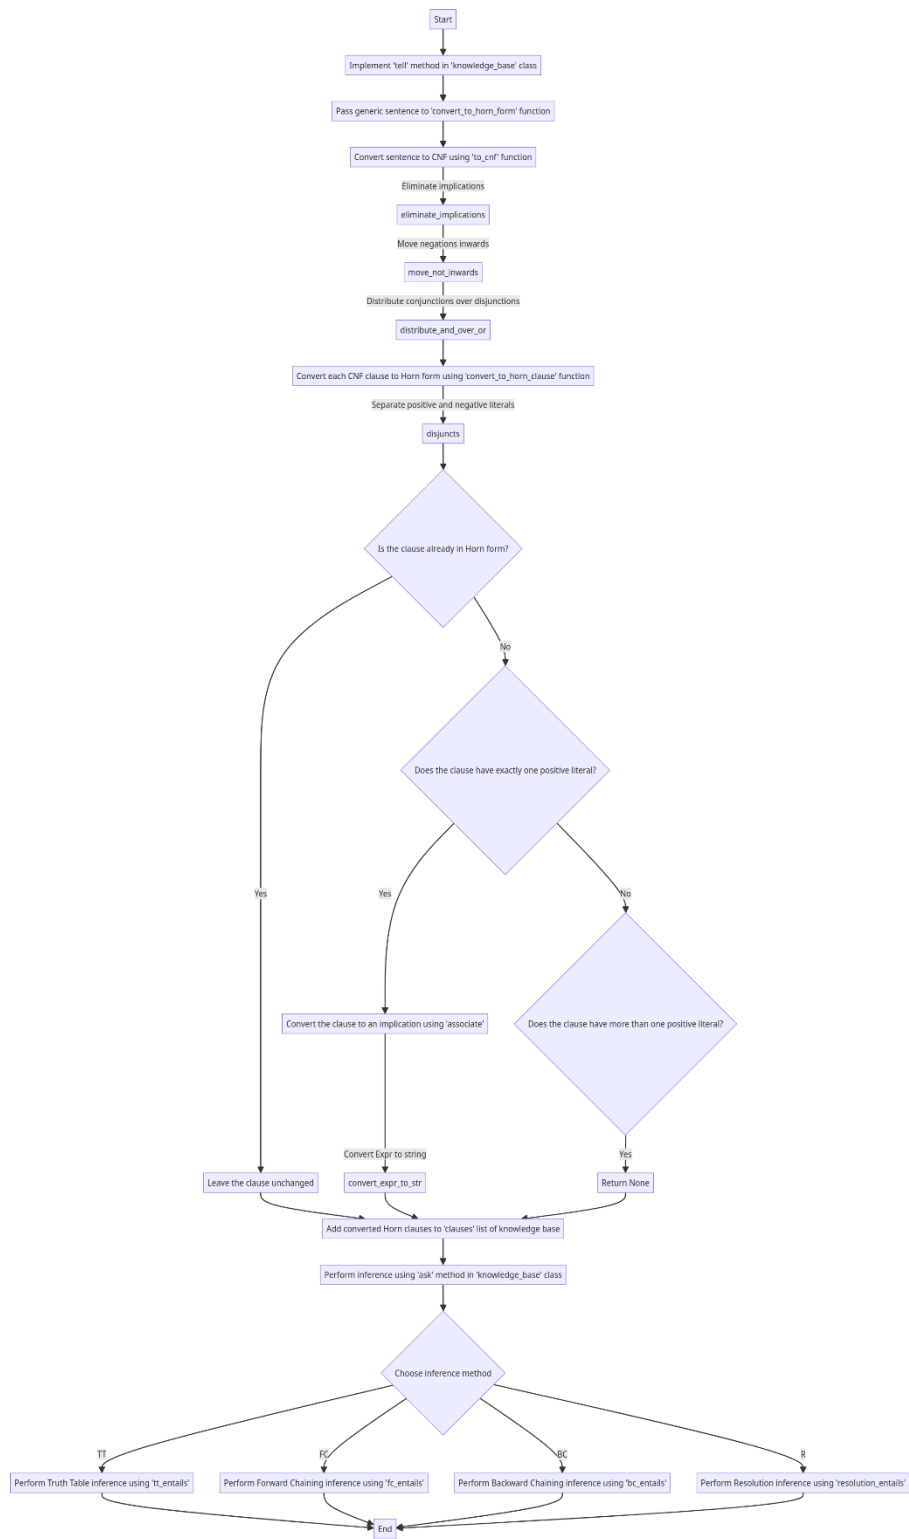 Start
Implement 'tell' method in 'knowledge_base' class
Pass generic sentence to 'convert_to_horn_form' function
Convert sentence to CNF using 'to_cnf' function
Eliminate implications
eliminate_implications
Move negations inwards
move_not_inwards
Distribute conjunctions over disjunctions
distribute_and_over_or
Convert each CNF clause to Horn form using 'convert_to_horn_clause' function
Separate positive and negative literals
disjuncts
Is the clause already in Horn form?
No
Does the clause have exactly one positive literal?
Yes
Yes
No
Convert the clause to an implication using 'associate'
Does the clause have more than one positive literal?
Convert Expr to string
Yes
Leave the clause unchanged
convert_expr_to_str
Return None
Add converted Horn clauses to 'clauses' list of knowledge base
Perform inference using 'ask' method in 'knowledge_base' class
Choose inference method
TT
FC
BC
R
Perform Truth Table inference using 'tt_entails'
Perform Forward Chaining inference using 'fc_entails'
Perform Backward Chaining inference using 'bc_entails'
Perform Resolution inference using 'resolution_entails'
End